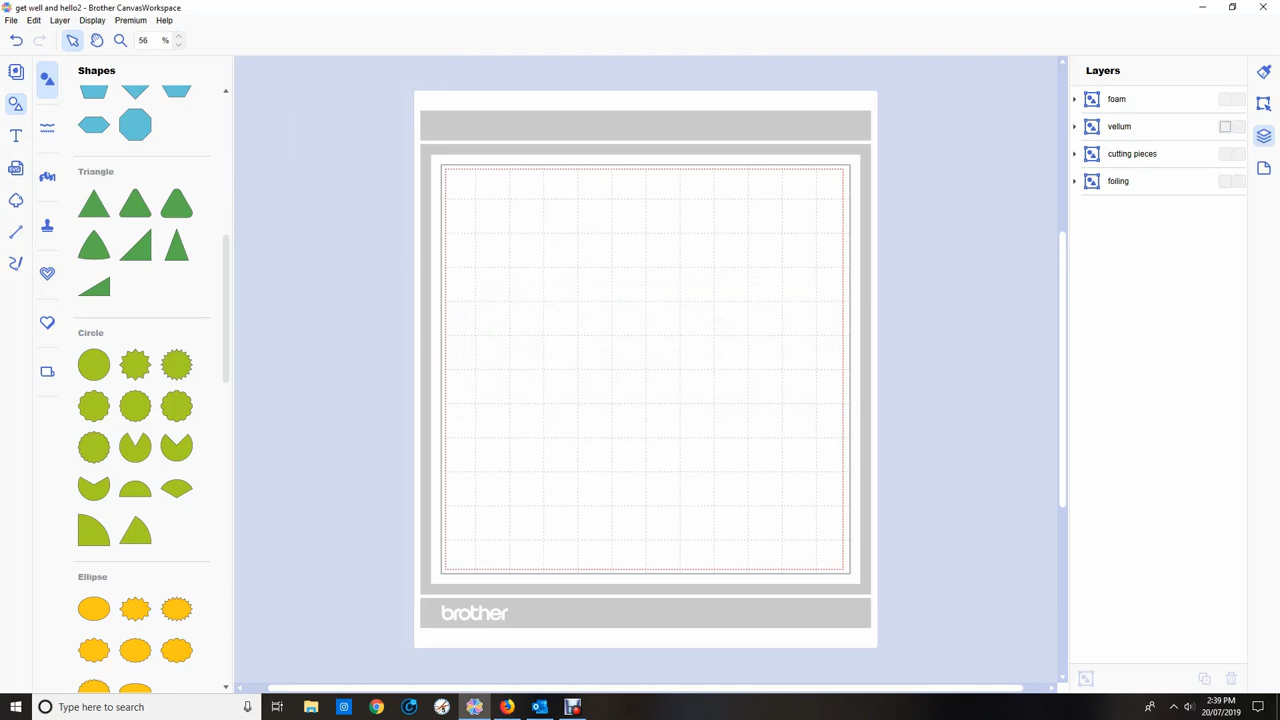 get well and hello2 - Brother CanvasWorkspace
File Edit Layer Display Premium Help
56 %
Shapes
Layers
foam
vellum
cutting pieces
Triangle
foiling
Circle
Ellipse
brother
Type here to search
2:39 PM
20/07/2019